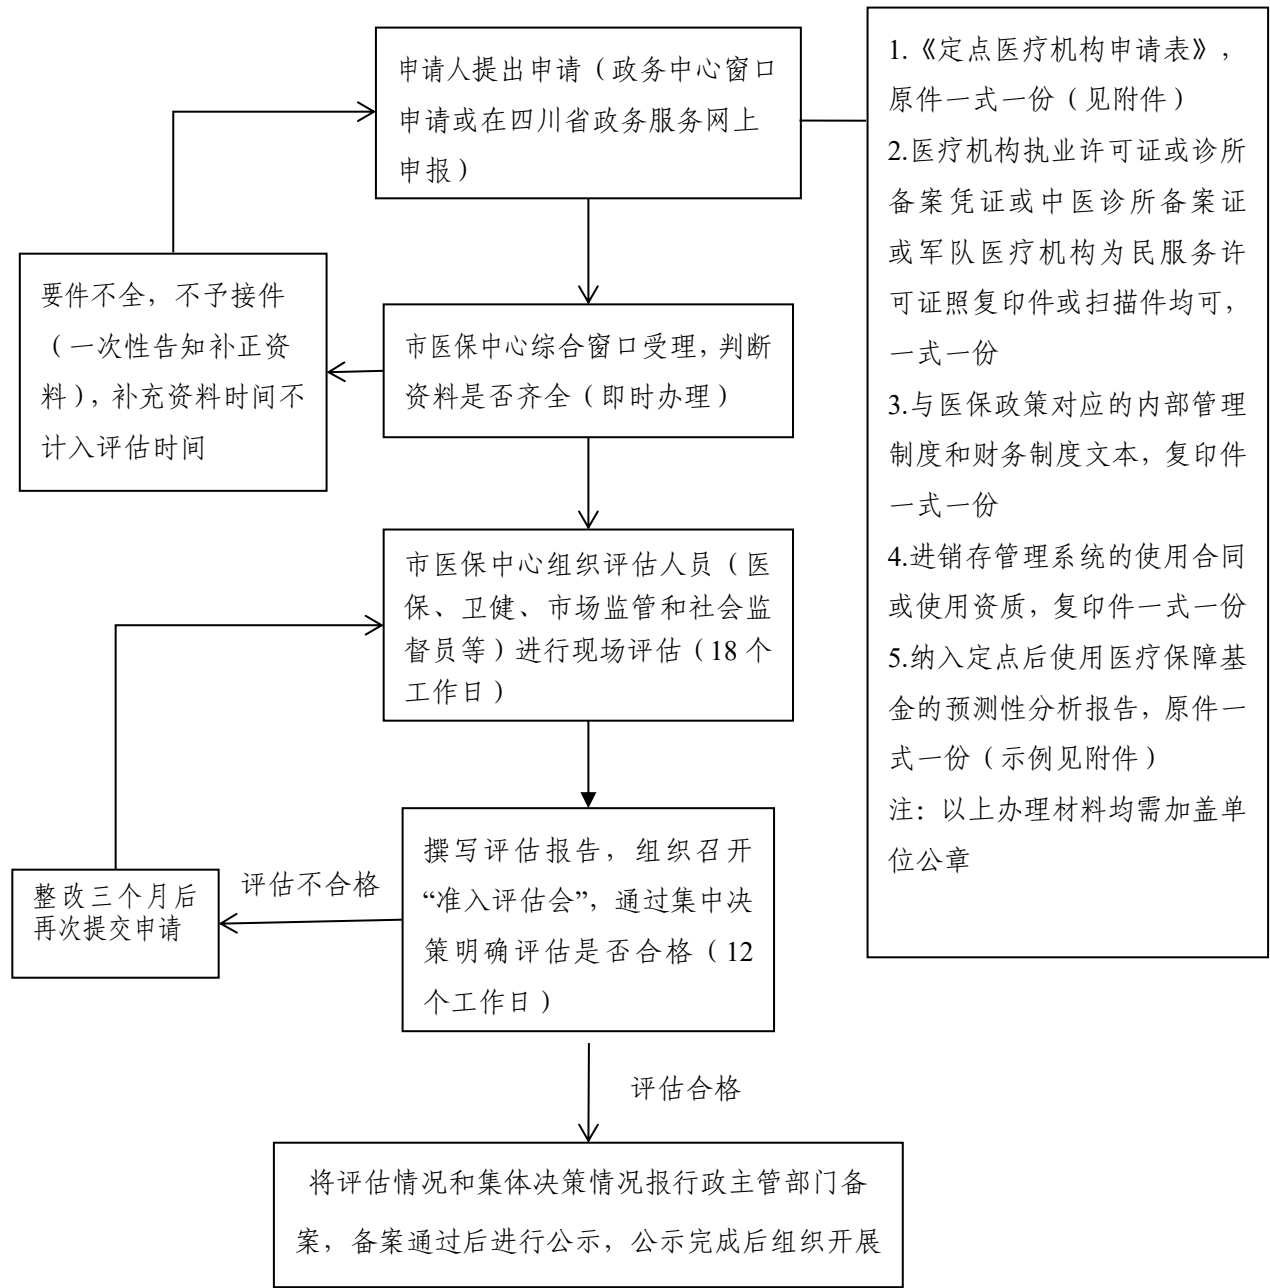 申请人提出申请（政务中心窗口
申请或在四川省政务服务网上
申报）
1.《定点医疗机构申请表》，
原件一式一份（见附件）
2.医疗机构执业许可证或诊所
备案凭证或中医诊所备案证
或军队医疗机构为民服务许
可证照复印件或扫描件均可，
一式一份
3.与医保政策对应的内部管理
制度和财务制度文本，复印件
一式一份
4.进销存管理系统的使用合同
或使用资质，复印件一式一份
5.纳入定点后使用医疗保障基
金的预测性分析报告，原件一
式一份（示例见附件）
注：以上办理材料均需加盖单
位公章
要件不全，不予接件
（一次性告知补正资
料），补充资料时间不
计入评估时间
市医保中心综合窗口受理，判断
资料是否齐全（即时办理）
市医保中心组织评估人员（医
保、卫健、市场监管和社会监
督员等）进行现场评估（18 个
工作日）
撰写评估报告，组织召开
“准入评估会”，通过集中决
策明确评估是否合格（12
个工作日）
评估不合格
整改三个月后
再次提交申请
评估合格
将评估情况和集体决策情况报行政主管部门备
案，备案通过后进行公示，公示完成后组织开展